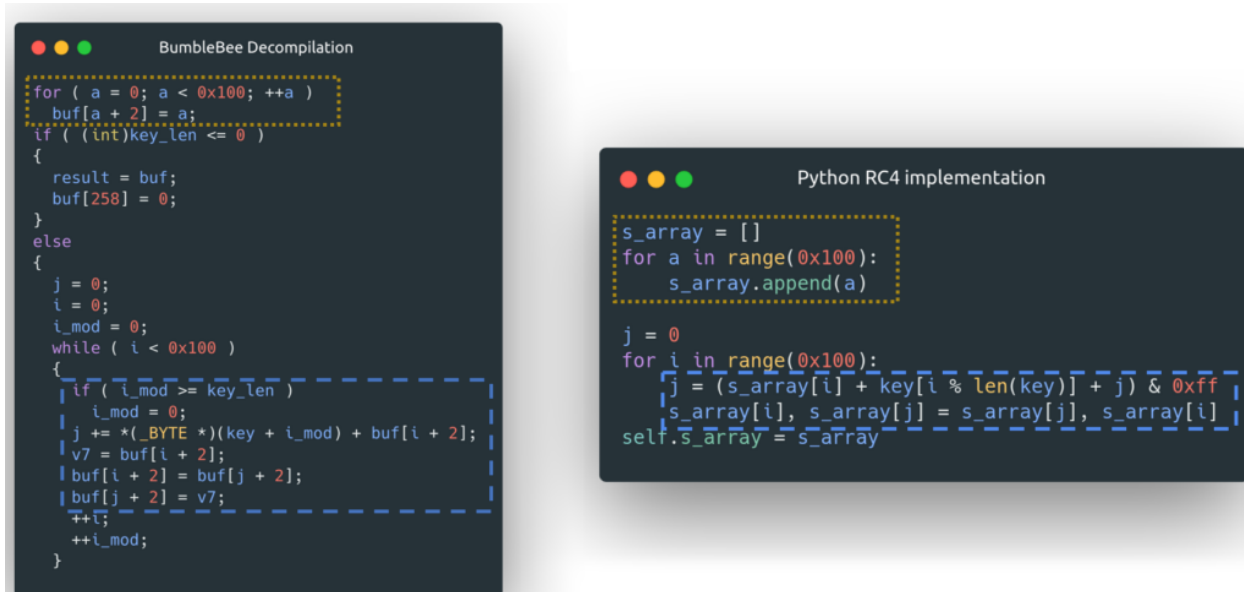 BumbleBee Decompilation
for ( a = 0; a < 0x100; ++a )
  buf[a + 2] = a;
if ( (int)key_len <= 0 )
{
  result = buf;
  buf[258] = 0;
}
else
{
  j = 0;
  i = 0;
  i_mod = 0;
  while ( i < 0x100 )
  {
    if ( i_mod >= key_len )
      i_mod = 0;
    j += *(_BYTE *)(key + i_mod) + buf[i + 2];
    v7 = buf[i + 2];
    buf[i + 2] = buf[j + 2];
    buf[j + 2] = v7;
    ++i;
    ++i_mod;
  }
Python RC4 implementation
s_array = []
for a in range(0x100):
    s_array.append(a)
j = 0
for i in range(0x100):
    j = (s_array[i] + key[i % len(key)] + j) & 0xff
    s_array[i], s_array[j] = s_array[j], s_array[i]
self.s_array = s_array